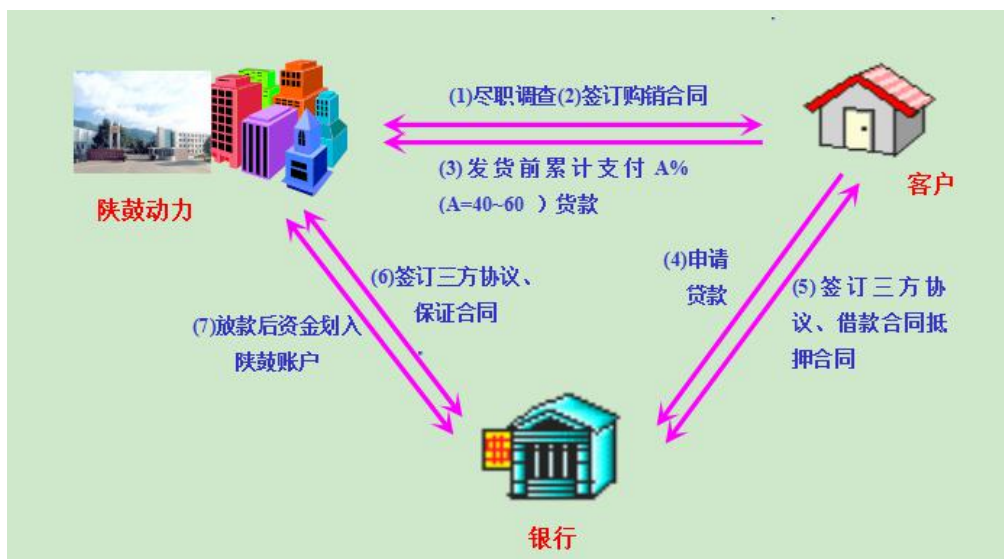 (1)尽职调查(2)签订购销合同
(3)发货前累计支付 A%
(A=40~60 ）货款
陕鼓动力
客户
(4)申请
贷款
(5)签订三方协
议、借款合同抵
押合同
(6)签订三方协议、
保证合同
(7)放款后资金划入
陕鼓账户
银行